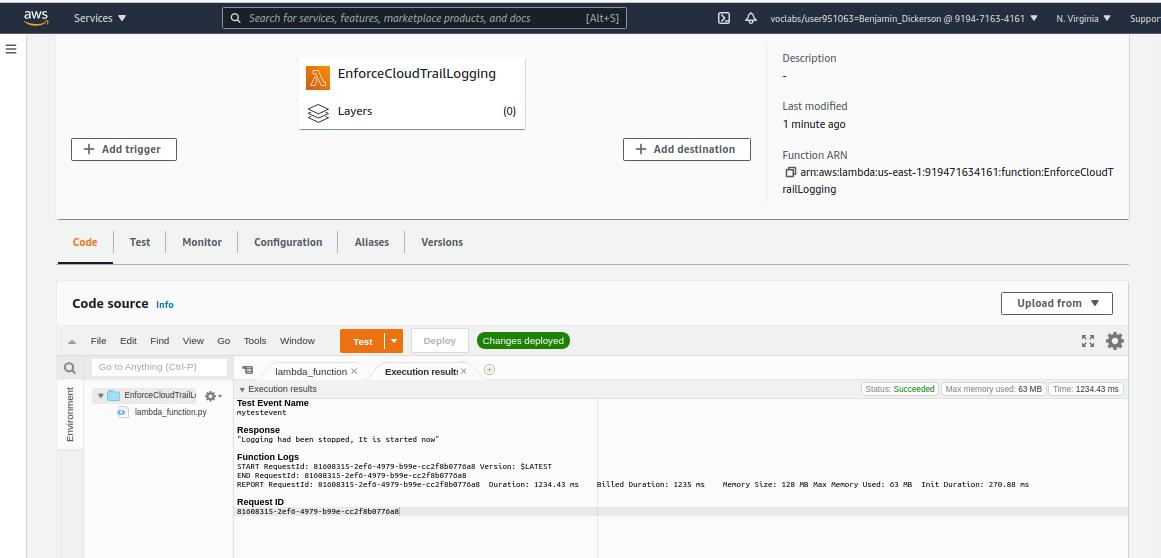 aws
Services ▼
Search for services, features, marketplace products, and docs [Alt+S]
voclabs/user951063=Benjamin_Dickerson @ 9194-7163-4161 ▼
N. Virginia ▼
Suppor
EnforceCloudTrailLogging
Layers (0)
+ Add trigger
+ Add destination
Description
-
Last modified
1 minute ago
Function ARN
arn:aws:lambda:us-east-1:919471634161:function:EnforceCloudT
railLogging
Code Test Monitor Configuration Aliases Versions
Code source Info
Upload from ▼
File Edit Find View Go Tools Window Test Deploy Changes deployed
Go to Anything (Ctrl-P)
Environment
EnforceCloudTrailL
lambda_function.py
lambda_function × Execution results ×
Execution results
Status: Succeeded Max memory used: 63 MB Time: 1234.43 ms
Test Event Name
mytestevent
Response
"Logging had been stopped, It is started now"
Function Logs
START RequestId: 81608315-2ef6-4979-b99e-cc2f8b0776a8 Version: $LATEST
END RequestId: 81608315-2ef6-4979-b99e-cc2f8b0776a8
REPORT RequestId: 81608315-2ef6-4979-b99e-cc2f8b0776a8 Duration: 1234.43 ms Billed Duration: 1235 ms Memory Size: 128 MB Max Memory Used: 63 MB Init Duration: 270.88 ms
Request ID
81608315-2ef6-4979-b99e-cc2f8b0776a8